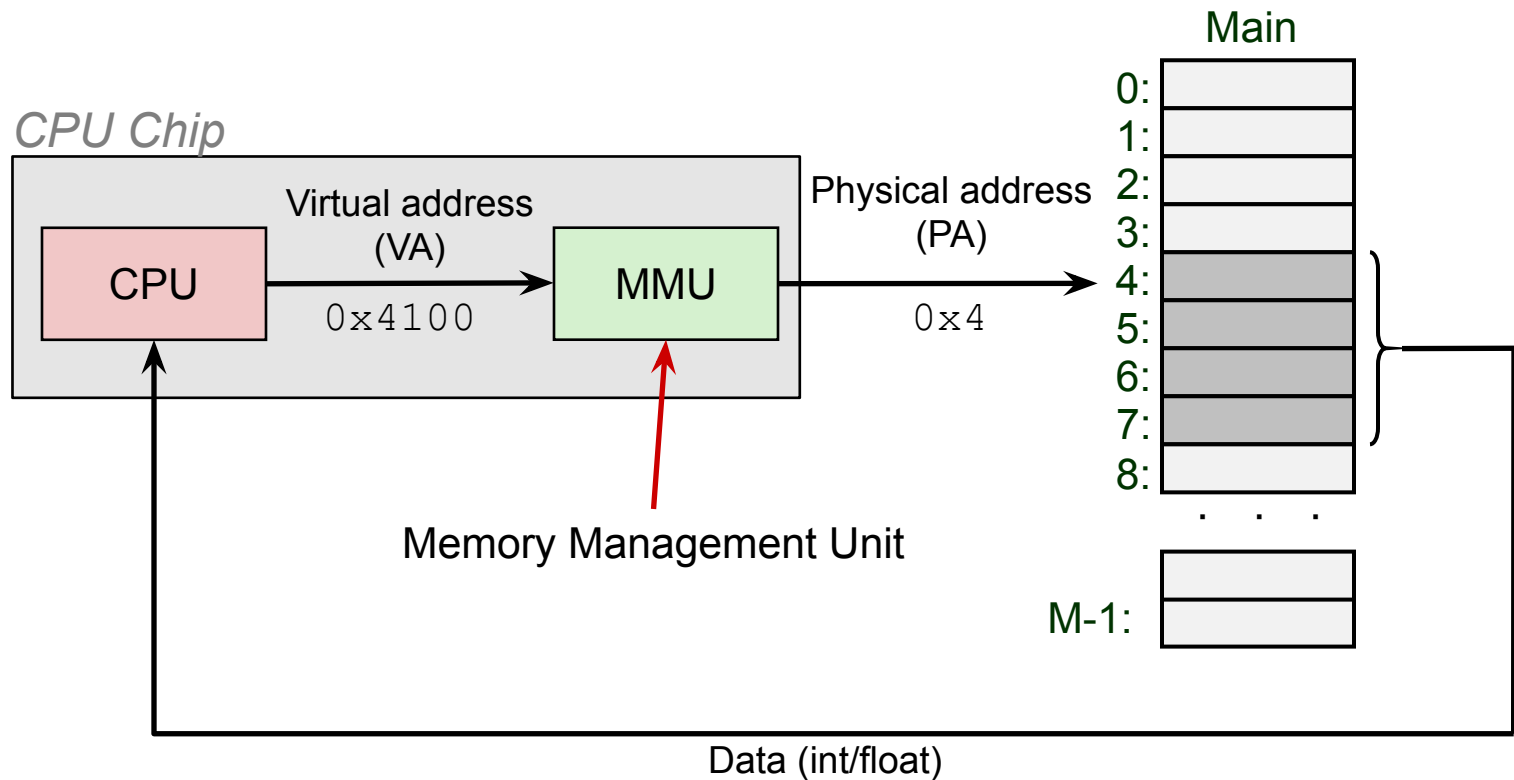 Main
CPU Chip
Virtual address
(VA)
Physical address
(PA)
CPU
MMU
0x4100
0x4
0:
1:
2:
3:
4:
5:
6:
7:
8:
. . .
M-1:
Memory Management Unit
Data (int/float)